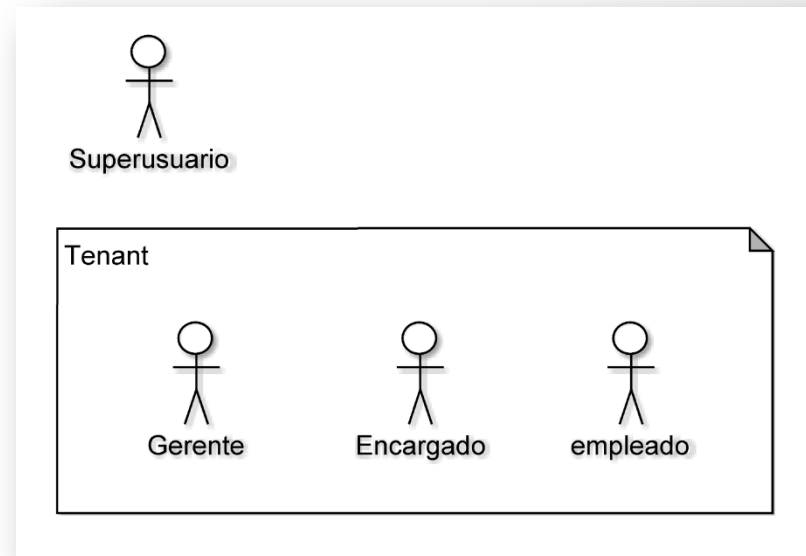 Superusuario
Tenant
Gerente
Encargado
empleado